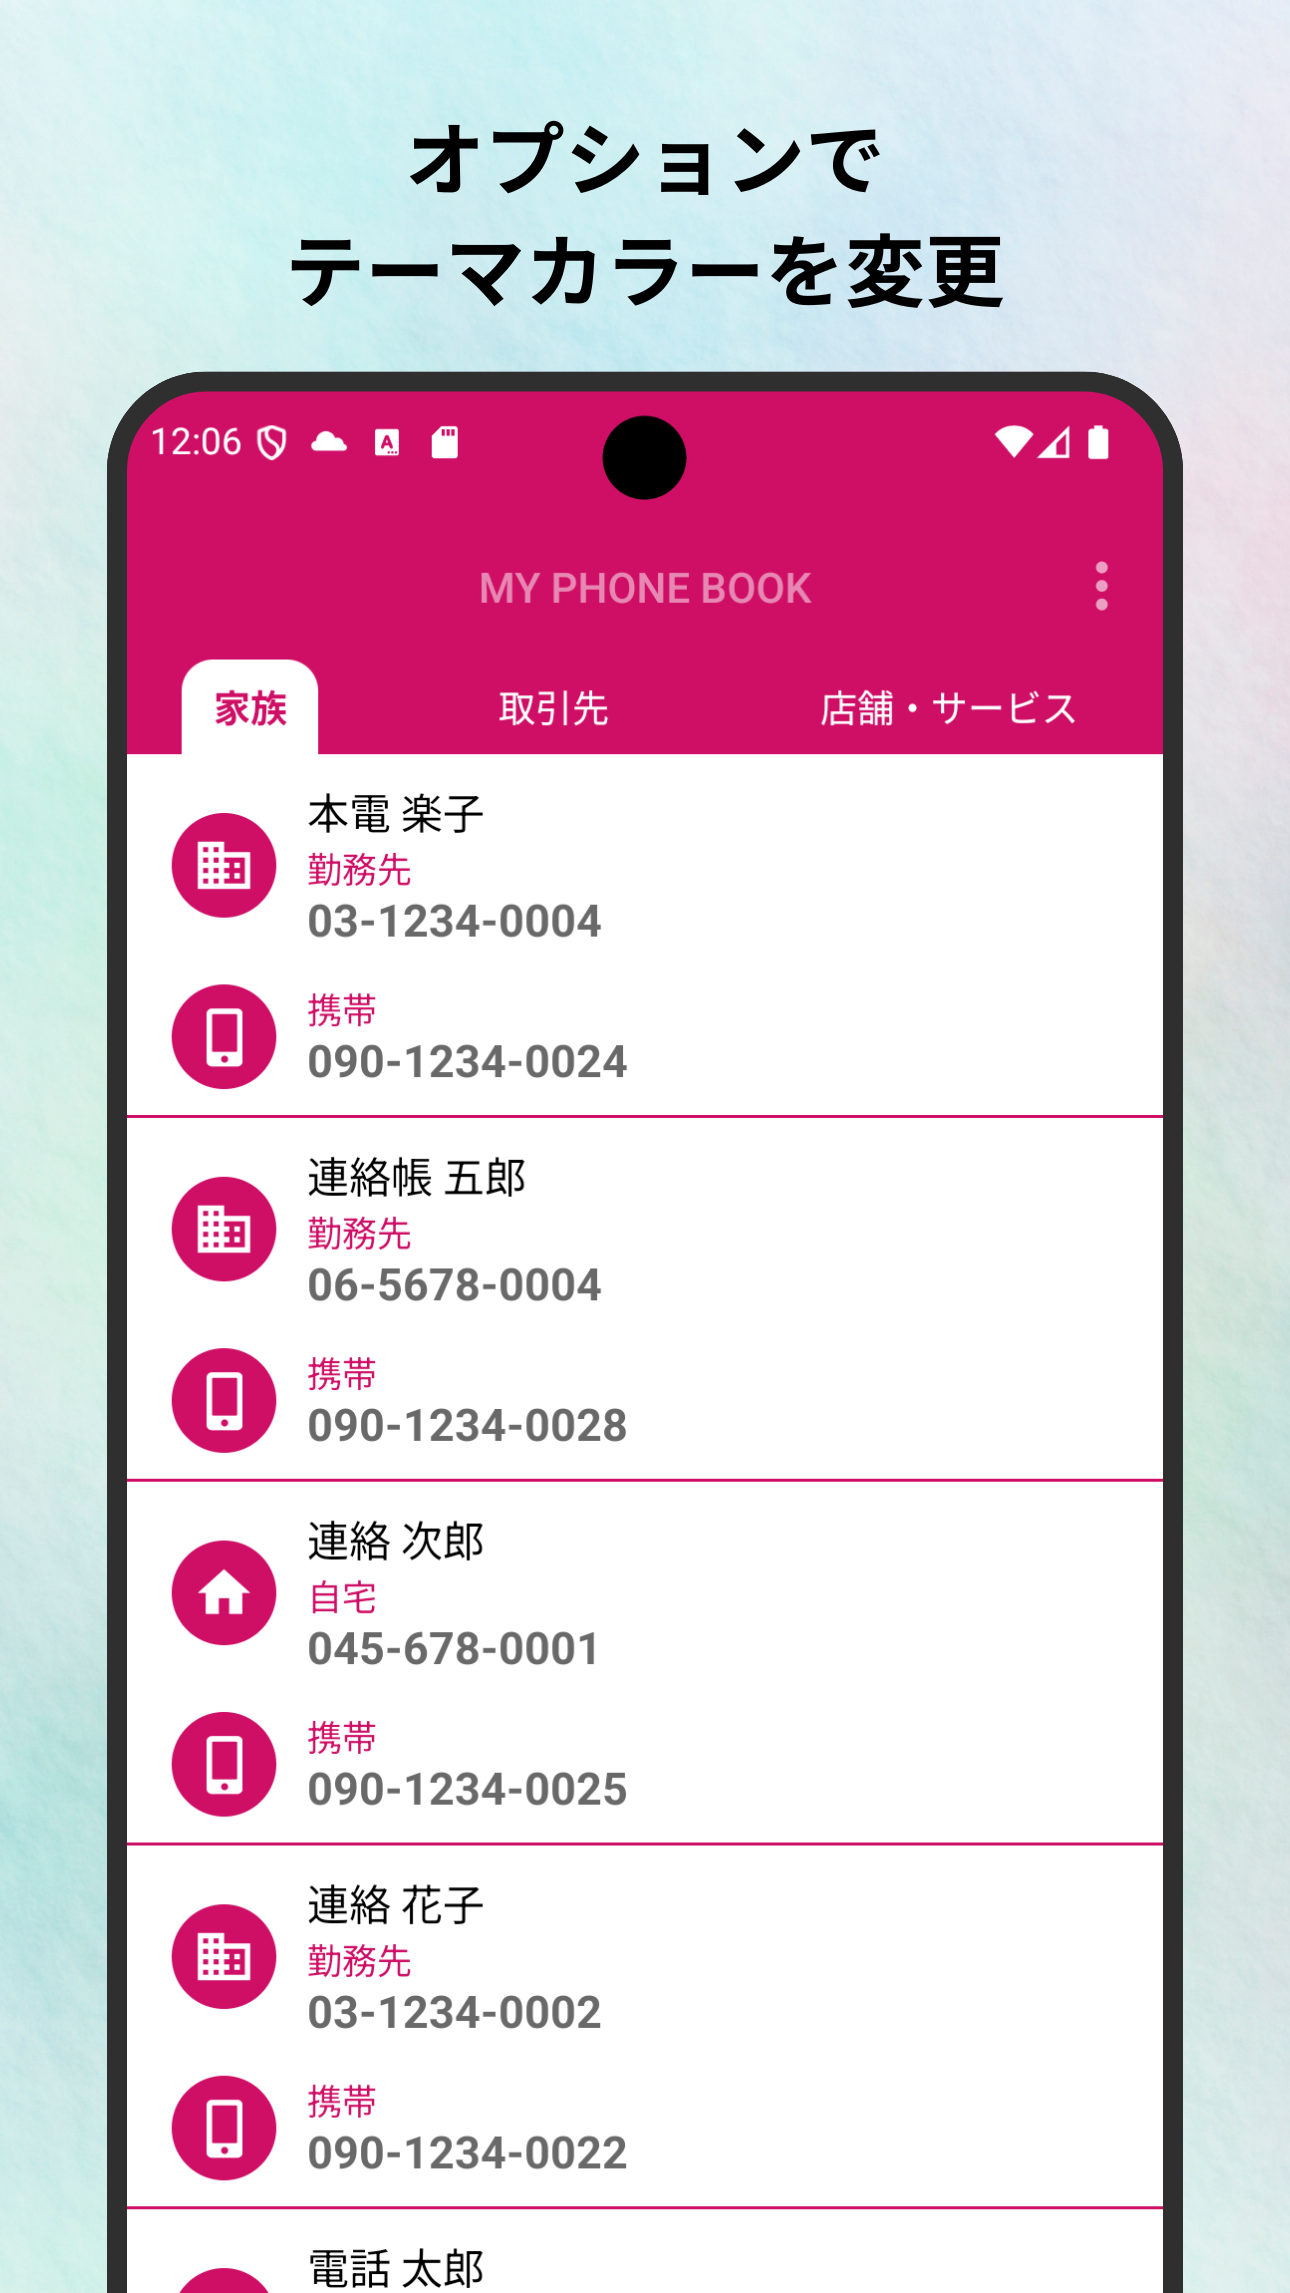 オプションで
テーマカラーを変更
12:06
MY PHONE BOOK
家族 取引先 店舗・サービス
本電 楽子
勤務先
03-1234-0004
携帯
090-1234-0024
連絡帳 五郎
勤務先
06-5678-0004
携帯
090-1234-0028
連絡 次郎
自宅
045-678-0001
携帯
090-1234-0025
連絡 花子
勤務先
03-1234-0002
携帯
090-1234-0022
電話 太郎